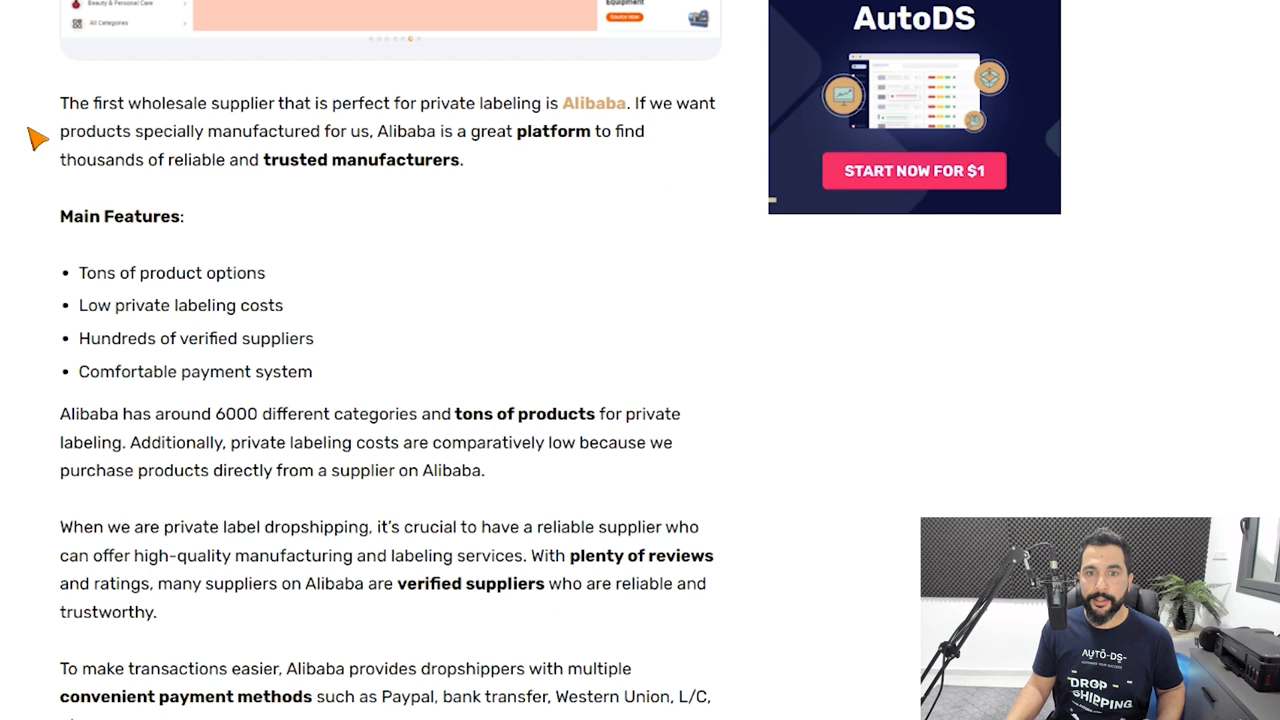 Beauty & Personal Care
All Categories
Equipment
Source now
AutoDS
START NOW FOR $1
The first wholesale supplier that is perfect for private labeling is Alibaba. If we want
products specially manufactured for us, Alibaba is a great platform to find
thousands of reliable and trusted manufacturers.
Main Features:
• Tons of product options
• Low private labeling costs
• Hundreds of verified suppliers
• Comfortable payment system
Alibaba has around 6000 different categories and tons of products for private
labeling. Additionally, private labeling costs are comparatively low because we
purchase products directly from a supplier on Alibaba.
When we are private label dropshipping, it's crucial to have a reliable supplier who
can offer high-quality manufacturing and labeling services. With plenty of reviews
and ratings, many suppliers on Alibaba are verified suppliers who are reliable and
trustworthy.
To make transactions easier, Alibaba provides dropshippers with multiple
convenient payment methods such as Paypal, bank transfer, Western Union, L/C,
AUTO-DS
AUTOMATE YOUR SUCCESS
DROP
SHIPPING